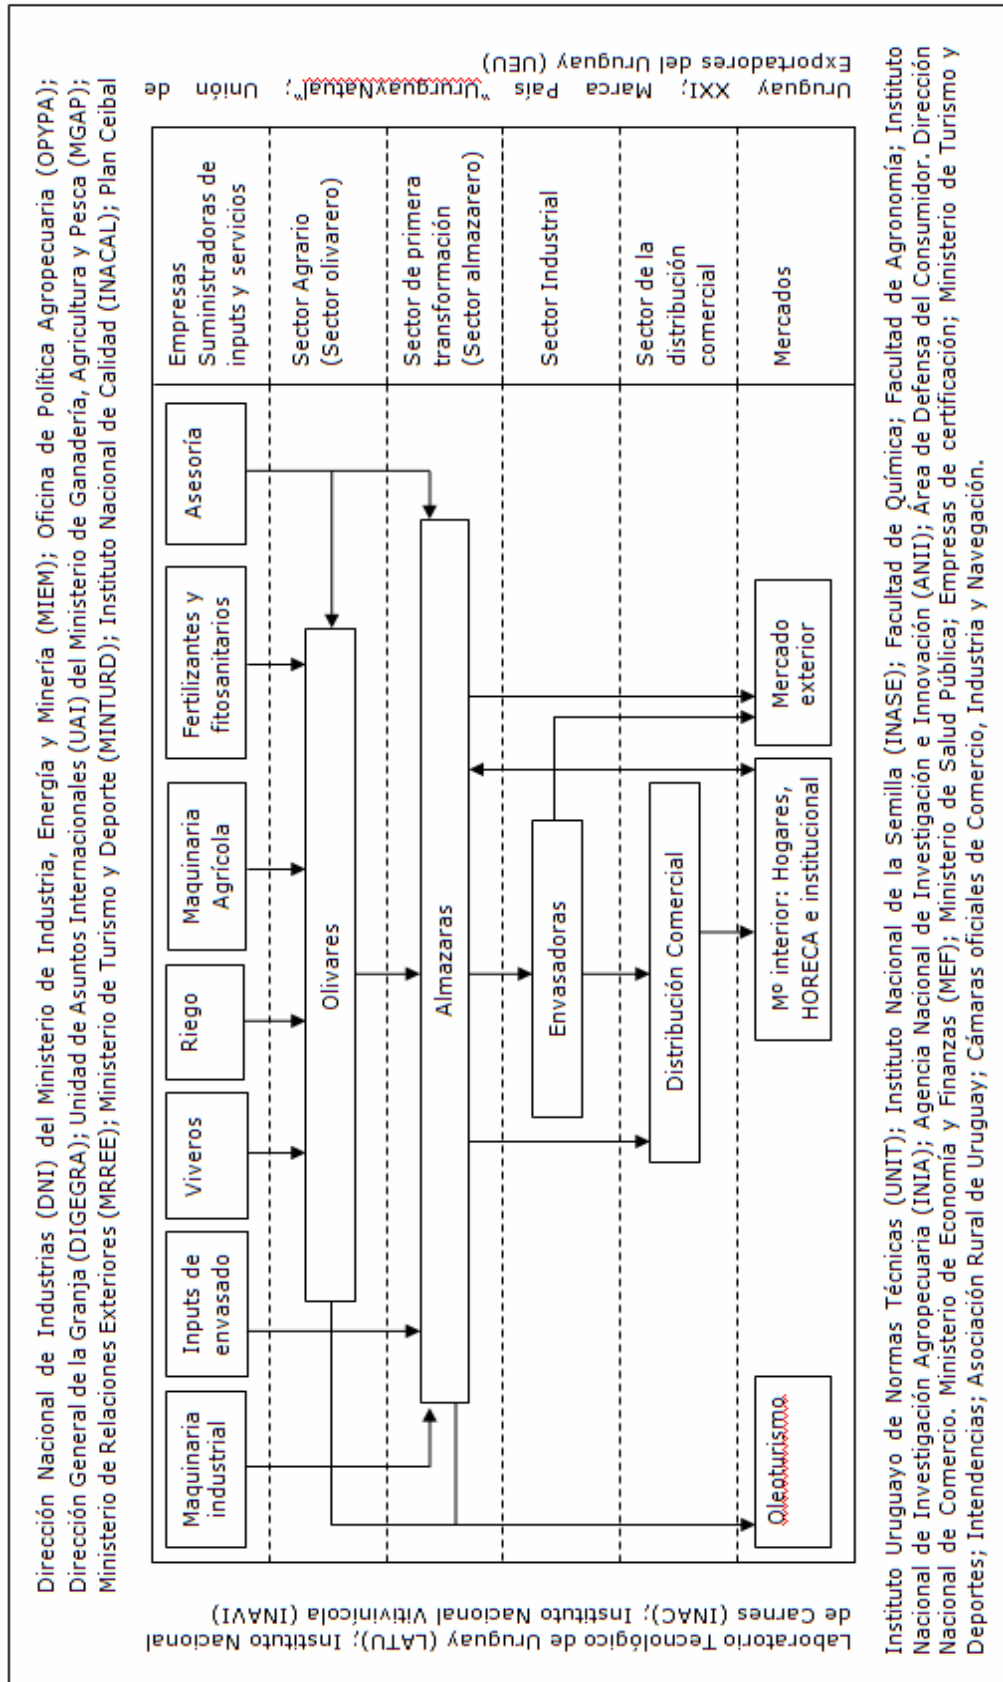 Dirección Nacional de Industrias (DNI) del Ministerio de Industria, Energía y Minería (MIEM); Oficina de Política Agropecuaria (OPYPA);
Dirección General de la Granja (DIGEGRA); Unidad de Asuntos Internacionales (UAI) del Ministerio de Ganadería, Agricultura y Pesca (MGAP);
Ministerio de Relaciones Exteriores (MRREE); Ministerio de Turismo y Deporte (MINTURD); Instituto Nacional de Calidad (INACAL); Plan Ceibal
Laboratorio Tecnológico de Uruguay (LATU); Instituto Nacional
de Carnes (INAC); Instituto Nacional Vitivinícola (INAVI)
Maquinaria
industrial
Inputs de
envasado
Viveros
Riego
Maquinaria
Agrícola
Fertilizantes y
fitosanitarios
Asesoría
Empresas
Suministradoras de
inputs y servicios
Olivares
Sector Agrario
(Sector olivarero)
Almazaras
Sector de primera
transformación
(Sector almazarero)
Envasadoras
Sector Industrial
Distribución Comercial
Sector de la
distribución
comercial
Oleoturismo
Mº interior: Hogares,
HORECA e institucional
Mercado
exterior
Mercados
Uruguay XXI; Marca País "UrurguayNatual"; Unión de
Exportadores del Uruguay (UEU)
Instituto Uruguayo de Normas Técnicas (UNIT); Instituto Nacional de la Semilla (INASE); Facultad de Química; Facultad de Agronomía; Instituto
Nacional de Investigación Agropecuaria (INIA); Agencia Nacional de Investigación e Innovación (ANII); Área de Defensa del Consumidor. Dirección
Nacional de Comercio. Ministerio de Economía y Finanzas (MEF); Ministerio de Salud Pública; Empresas de certificación; Ministerio de Turismo y
Deportes; Intendencias; Asociación Rural de Uruguay; Cámaras oficiales de Comercio, Industria y Navegación.